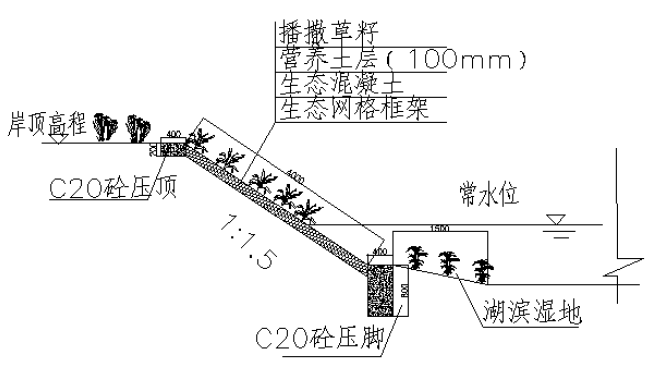 播撒草籽
营养土层(100mm)
生态混凝土
生态网格框架
岸顶高程
400
C20砼压顶
4000
1:1.5
常水位
1500
400
800
湖滨湿地
C20砼压脚